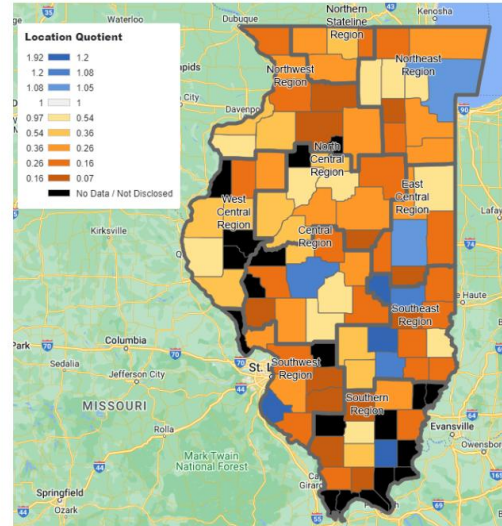 Location Quotient
1.92 1.2
1.2 1.08
1.08 1.05
1 1
0.97 0.54
0.54 0.36
0.36 0.26
0.26 0.16
0.16 0.07
No Data / Not Disclosed
Waterloo
Dubuque
Northern
Stateline
Region
Kenosha
Northwest
Region
Northeast
Region
Davenpo
North
Central
Region
West
Central
Region
East
Central
Region
Lafay
Kirksville
Central
Region
Columbia
Sedalia
Jefferson City
MISSOURI
St. L
Southwest
Region
Southeast
Region
e Haute
Southern
Region
Evansville
Owensbo
Rolla
Mark Twain
National Forest
Springfield
Ozark
Girard